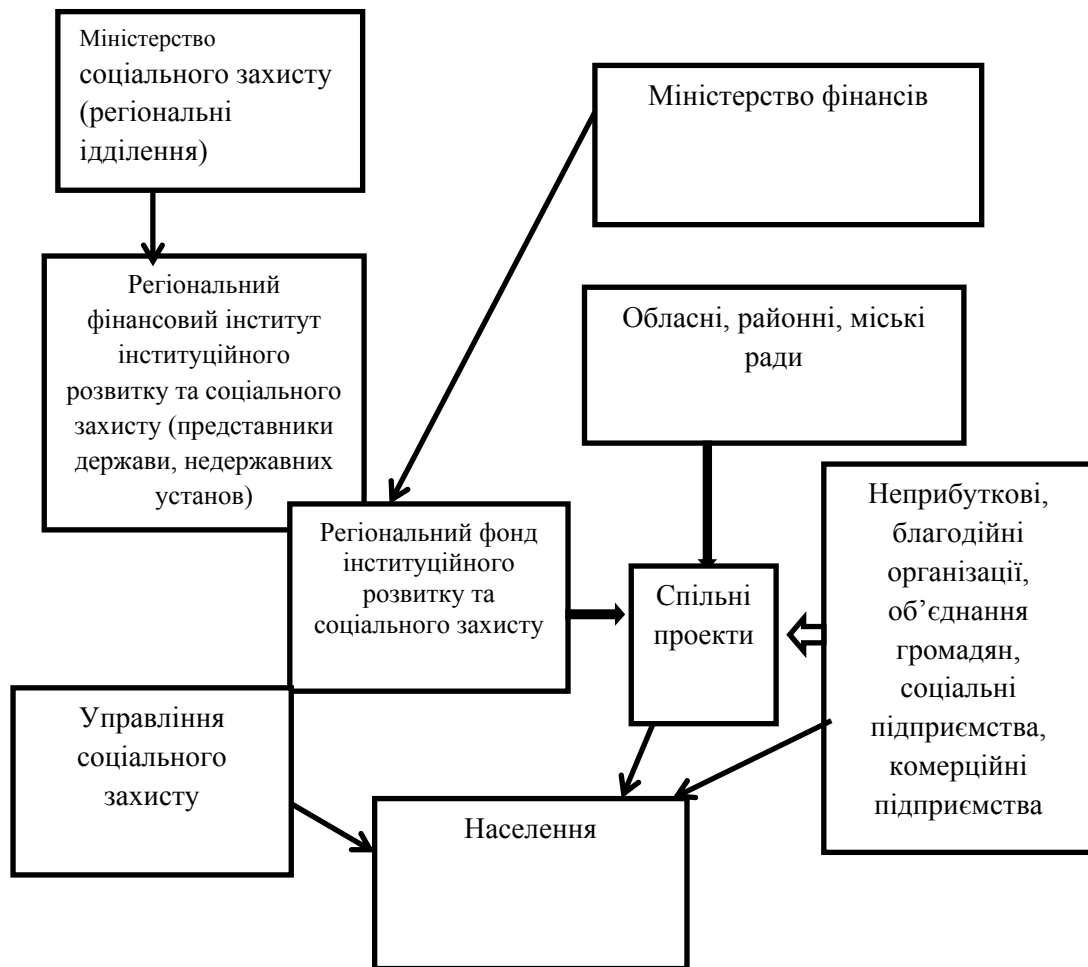 Міністерство
соціального захисту
(регіональні
ідділення)
Міністерство фінансів
Регіональний
фінансовий інститут
інституційного
розвитку та соціального
захисту (представники
держави, недержавних
установ)
Обласні, районні, міські
ради
Регіональний фонд
інституційного
розвитку та
соціального захисту
Спільні
проекти
Неприбуткові,
благодійні
організації,
об’єднання
громадян,
соціальні
підприємства,
комерційні
підприємства
Управління
соціального
захисту
Населення